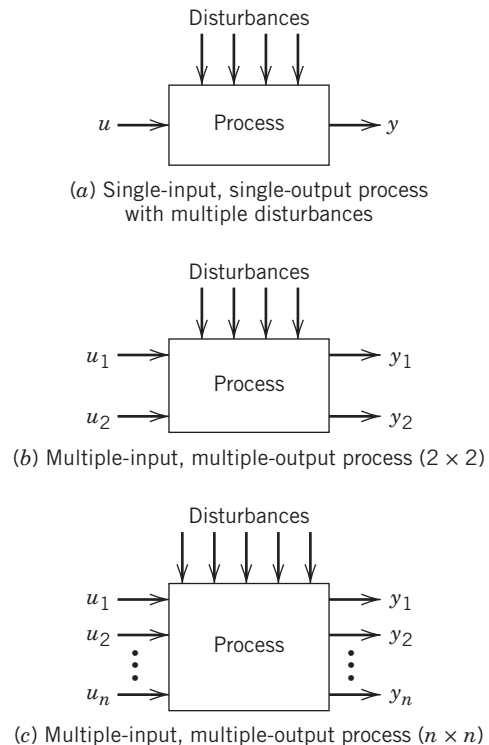 Disturbances
u Process y
(a) Single-input, single-output process
with multiple disturbances
Disturbances
u1 y1
Process
u2 y2
(b) Multiple-input, multiple-output process (2 × 2)
Disturbances
u1 y1
u2 Process y2
un yn
(c) Multiple-input, multiple-output process (n × n)